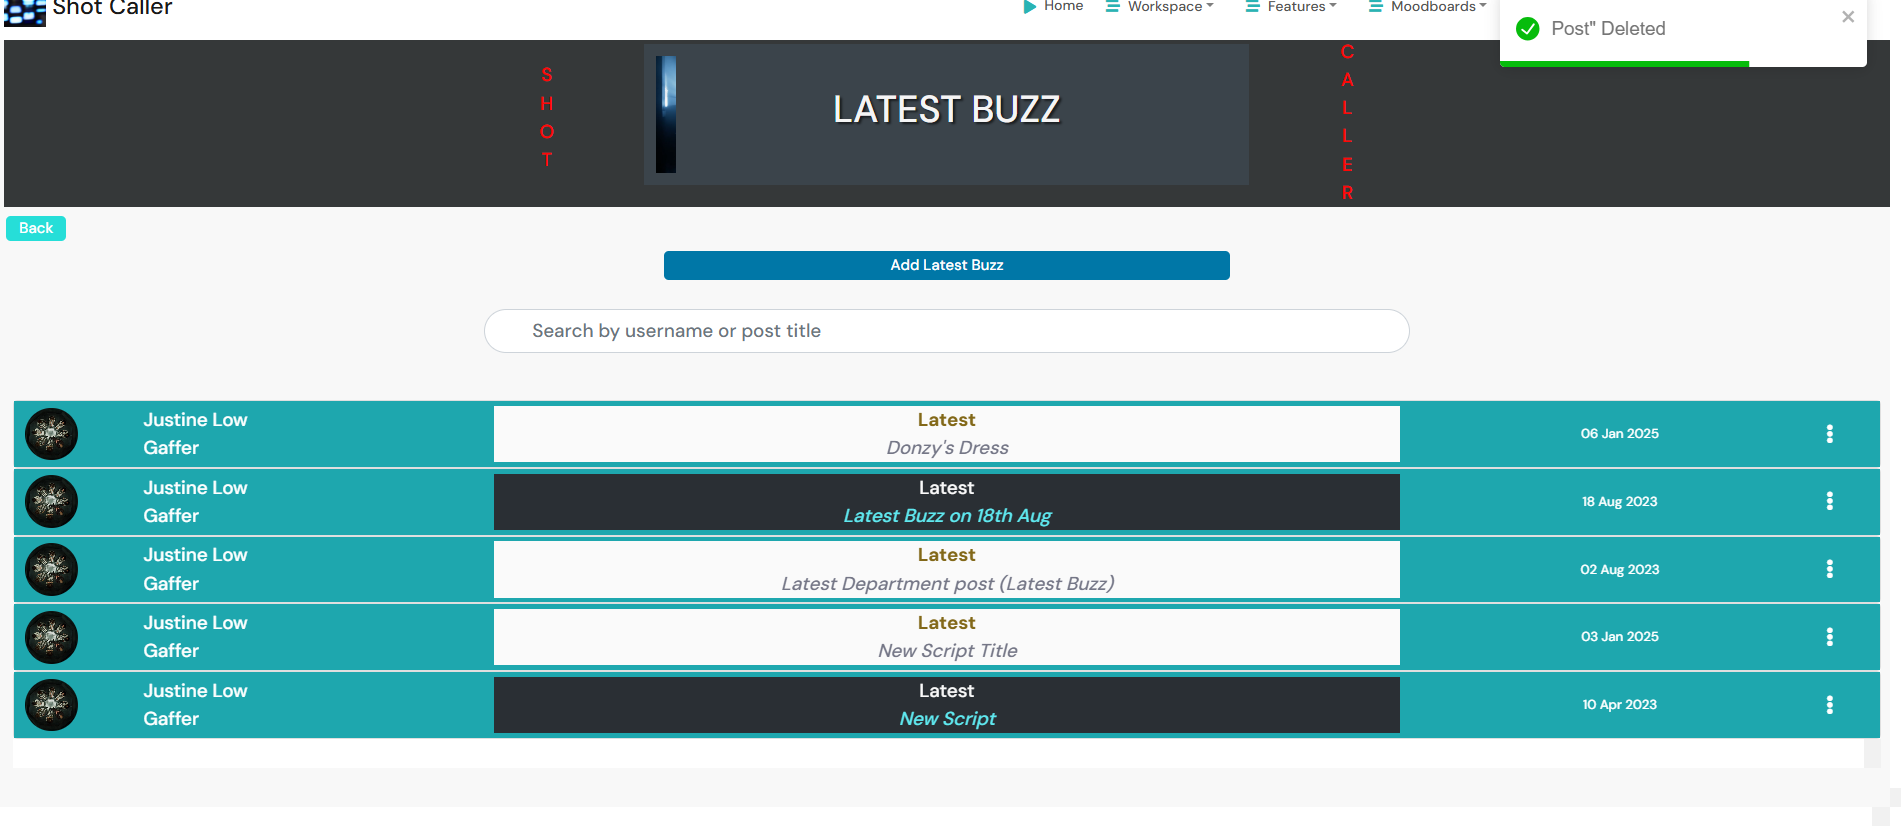 Shot Caller
Home Workspace Features Moodboards
Post" Deleted
S
H
O
T
LATEST BUZZ
C
A
L
L
E
R
Back
Add Latest Buzz
Search by username or post title
Justine Low
Gaffer
Latest
Donzy's Dress
06 Jan 2025
Justine Low
Gaffer
Latest
Latest Buzz on 18th Aug
18 Aug 2023
Justine Low
Gaffer
Latest
Latest Department post (Latest Buzz)
02 Aug 2023
Justine Low
Gaffer
Latest
New Script Title
03 Jan 2025
Justine Low
Gaffer
Latest
New Script
10 Apr 2023